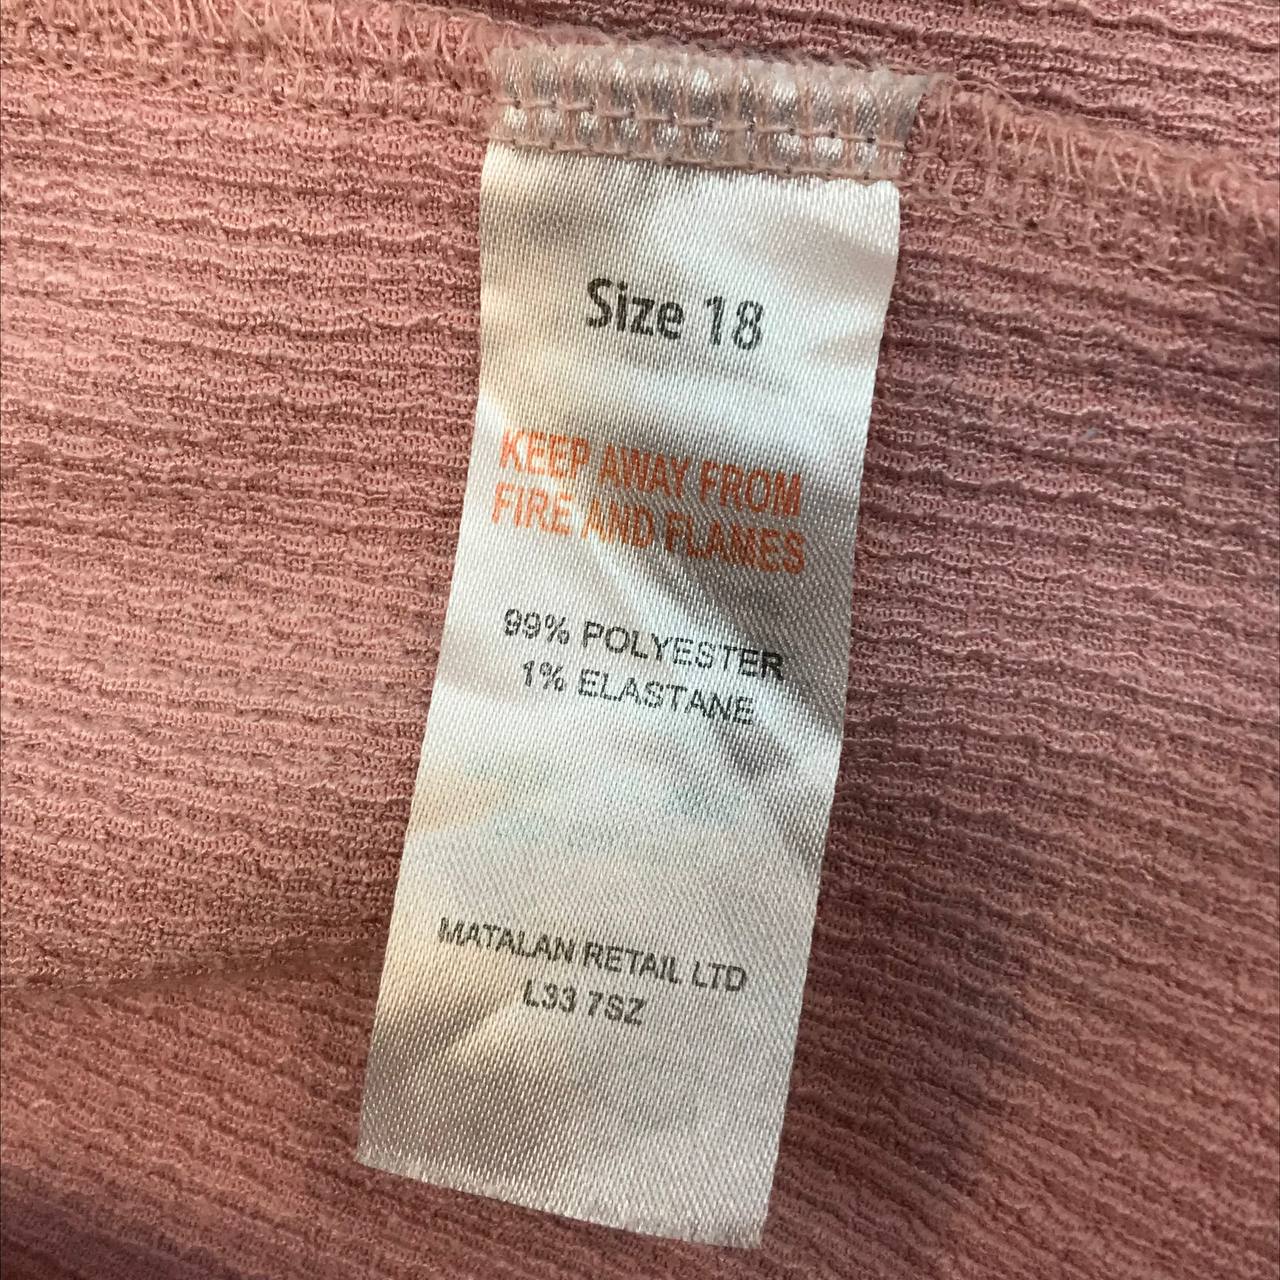 Size 18
KEEP AWAY FROM
FIRE AND FLAMES
99% POLYESTER
1% ELASTANE
MATALAN RETAIL LTD
L33 7SZ